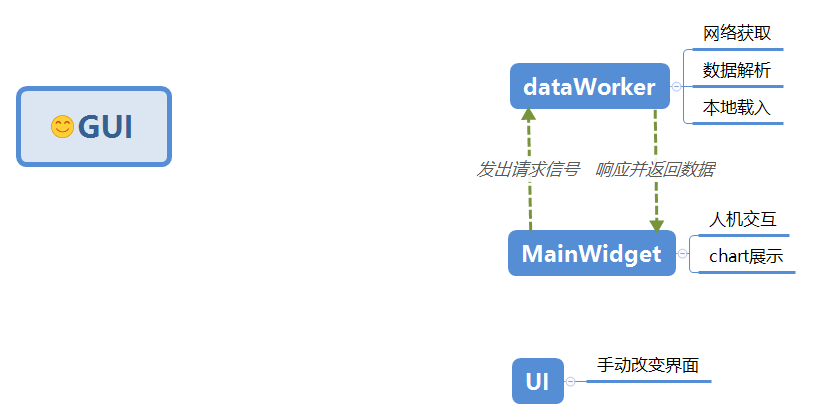 😊GUI
dataWorker
网络获取
数据解析
本地载入
发出请求信号
响应并返回数据
MainWidget
人机交互
chart展示
UI
手动改变界面